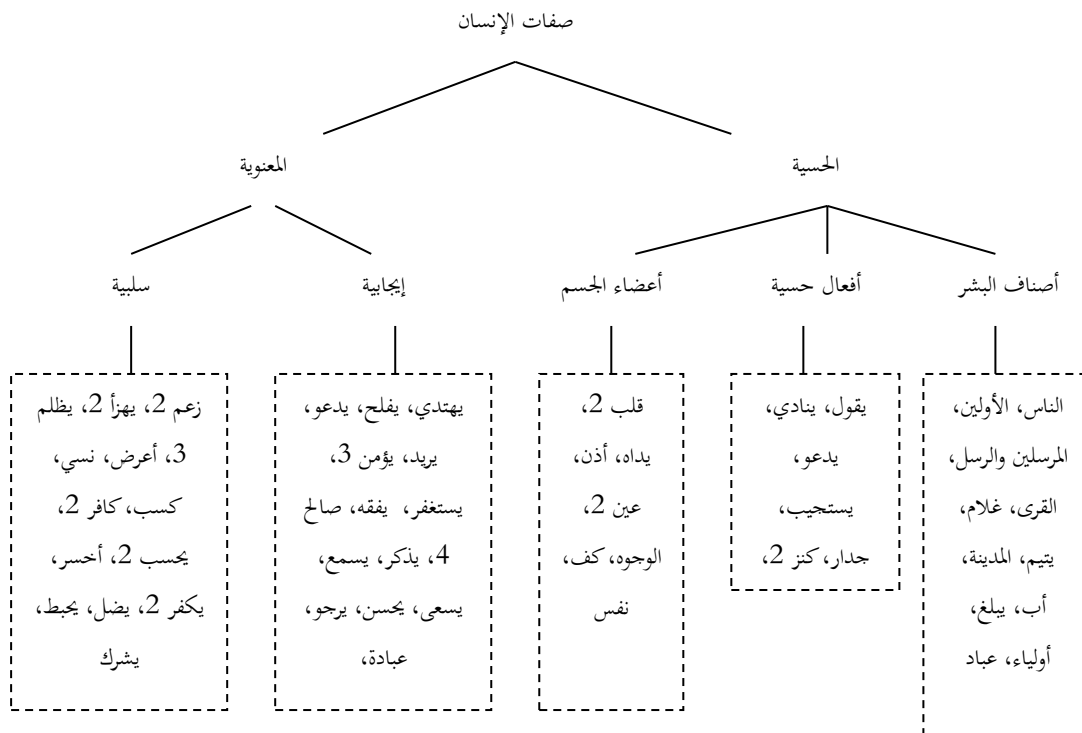 صفات الإنسان
الحسية
المعنوية
أصناف البشر
أفعال حسية
أعضاء الجسم
إيجابية
سلبية
الناس، الأولين،
المرسلين والرسل،
القرى، غلام،
يتيم، المدينة،
أب، يبلغ،
أولياء، عباد
يقول، ينادي،
يدعو،
يستجيب،
جدار، كنز 2،
قلب 2،
يداه، أذن،
عين 2،
الوجوه، كف،
نفس
يهتدي، يفلح، يدعو،
يريد، يؤمن 3،
يستغفر، يفقه، صالح
4، يذكر، يسمع،
يسعى، يحسن، يرجو،
عبادة،
زعم 2، يهزأ 2، يظلم
3، أعرض، نسي،
كسب، كافر 2،
يحسب 2، أخسر،
يكفر 2، يضل، يحبط،
يشرك